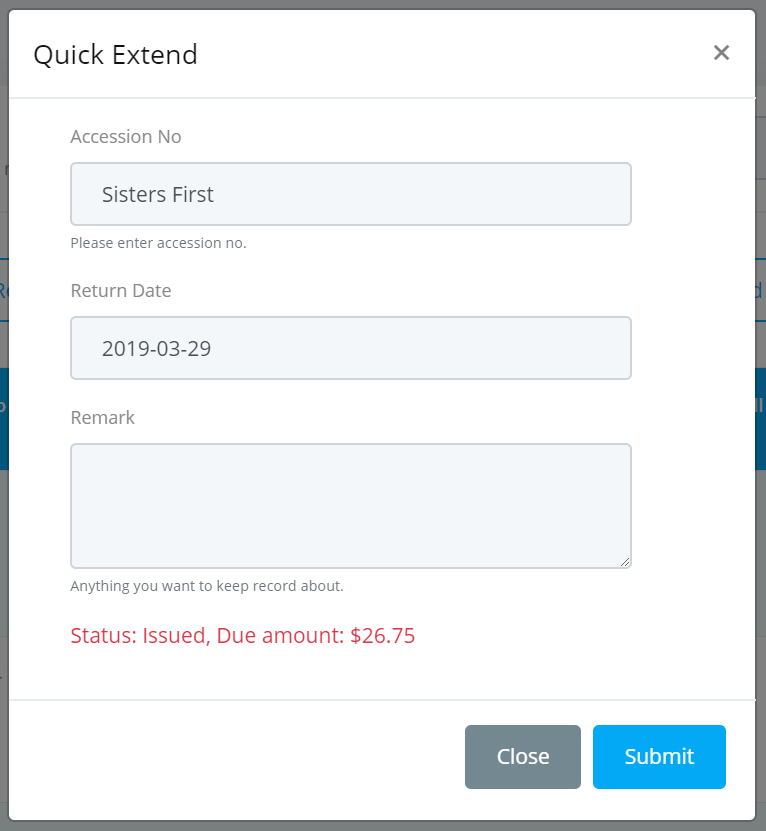 Quick Extend
×
Accession No
Sisters First
Please enter accession no.
Return Date
2019-03-29
Remark
Anything you want to keep record about.
Status: Issued, Due amount: $26.75
Close
Submit